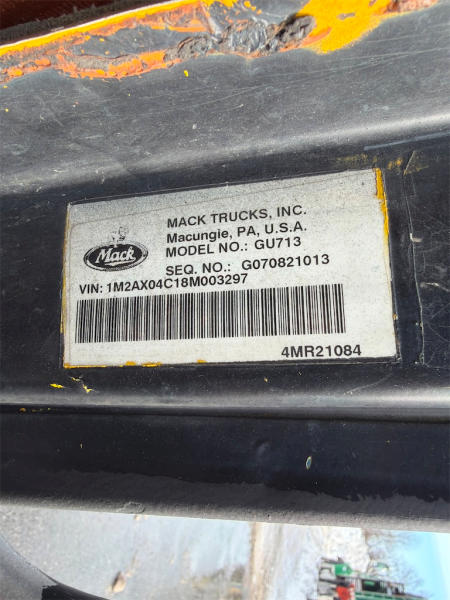 Mack
MACK TRUCKS, INC.
Macungie, PA, U.S.A.
MODEL NO.: GU713
SEQ. NO.: G070821013
VIN: 1M2AX04C18M003297
4MR21084